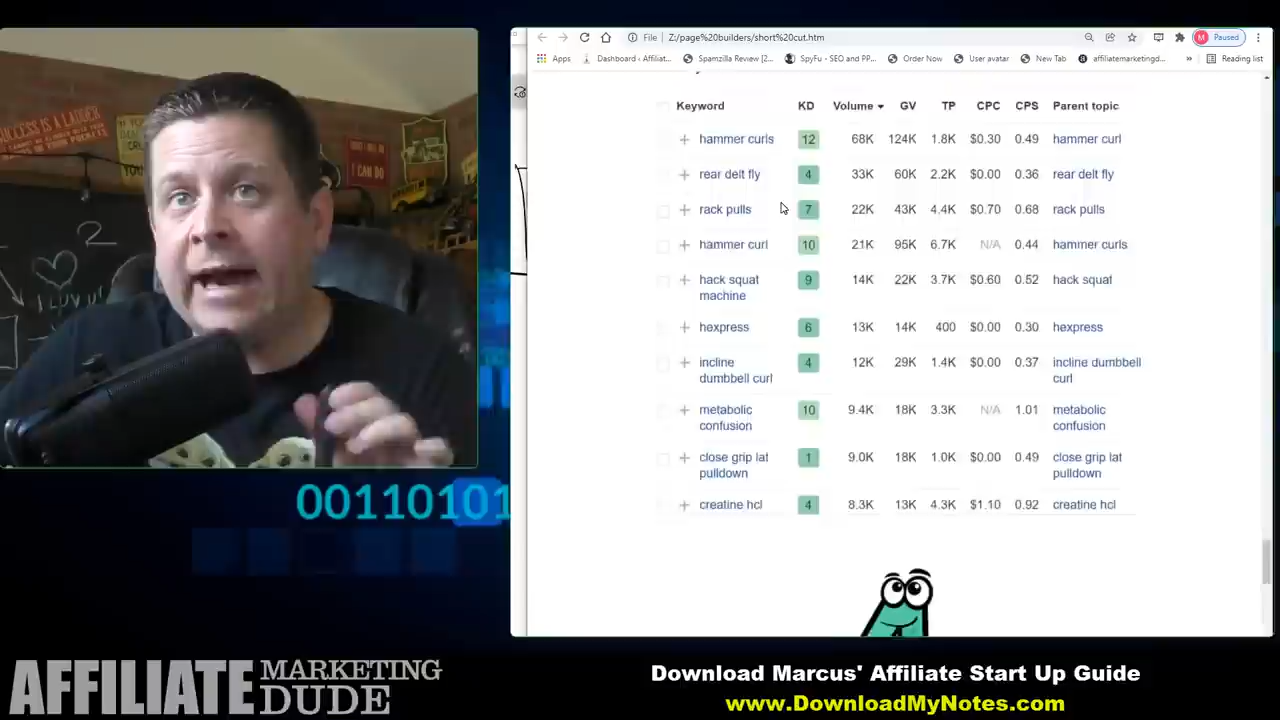 SUCCESS IS A LADDER
I CAN DO
2
I LUV U
File | Z:/page%20builders/short%20cut.htm
M Paused
Apps Dashboard - Affiliat... Spamzilla Review [2... SpyFu - SEO and PP... Order Now User avatar New Tab affiliatemarketingd... » Reading list
Keyword KD Volume GV TP CPC CPS Parent topic
+ hammer curls 12 68K 124K 1.8K $0.30 0.49 hammer curl
+ rear delt fly 4 33K 60K 2.2K $0.00 0.36 rear delt fly
+ rack pulls 7 22K 43K 4.4K $0.70 0.68 rack pulls
+ hammer curl 10 21K 95K 6.7K N/A 0.44 hammer curls
+ hack squat 9 14K 22K 3.7K $0.60 0.52 hack squat
machine
+ hexpress 6 13K 14K 400 $0.00 0.30 hexpress
+ incline 4 12K 29K 1.4K $0.00 0.37 incline dumbbell
dumbbell curl curl
+ metabolic 10 9.4K 18K 3.3K N/A 1.01 metabolic
confusion confusion
+ close grip lat 1 9.0K 18K 1.0K $0.00 0.49 close grip lat
pulldown pulldown
+ creatine hcl 4 8.3K 13K 4.3K $1.10 0.92 creatine hcl
00110101
AFFILIATE MARKETING
DUDE
Download Marcus' Affiliate Start Up Guide
www.DownloadMyNotes.com